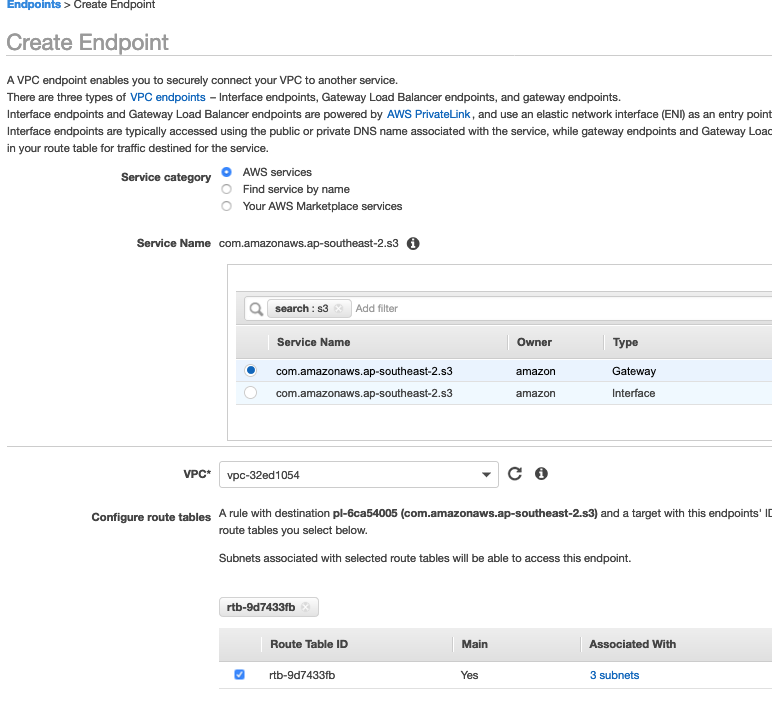 Endpoints > Create Endpoint
Create Endpoint
A VPC endpoint enables you to securely connect your VPC to another service.
There are three types of VPC endpoints – Interface endpoints, Gateway Load Balancer endpoints, and gateway endpoints.
Interface endpoints and Gateway Load Balancer endpoints are powered by AWS PrivateLink, and use an elastic network interface (ENI) as an entry point
Interface endpoints are typically accessed using the public or private DNS name associated with the service, while gateway endpoints and Gateway Load
in your route table for traffic destined for the service.
Service category AWS services
Find service by name
Your AWS Marketplace services
Service Name com.amazonaws.ap-southeast-2.s3
search : s3 Add filter
Service Name Owner Type
com.amazonaws.ap-southeast-2.s3 amazon Gateway
com.amazonaws.ap-southeast-2.s3 amazon Interface
VPC* vpc-32ed1054
Configure route tables A rule with destination pl-6ca54005 (com.amazonaws.ap-southeast-2.s3) and a target with this endpoints' ID
route tables you select below.
Subnets associated with selected route tables will be able to access this endpoint.
rtb-9d7433fb
Route Table ID Main Associated With
rtb-9d7433fb Yes 3 subnets